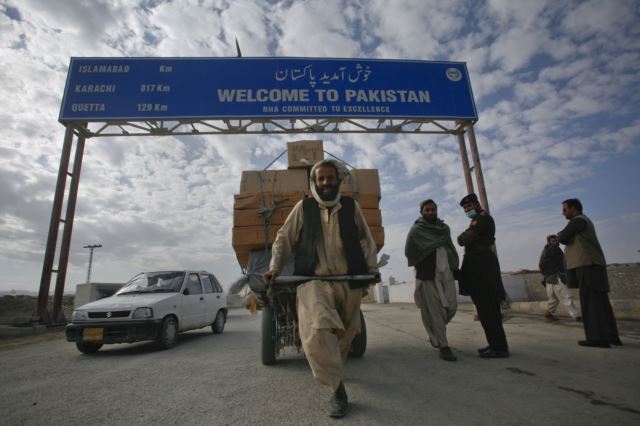 خوش آمدید پاکستان
ISLAMABAD Km
KARACHI 817 Km
QUETTA 129 Km
WELCOME TO PAKISTAN
NHA COMMITTED TO EXCELLENCE